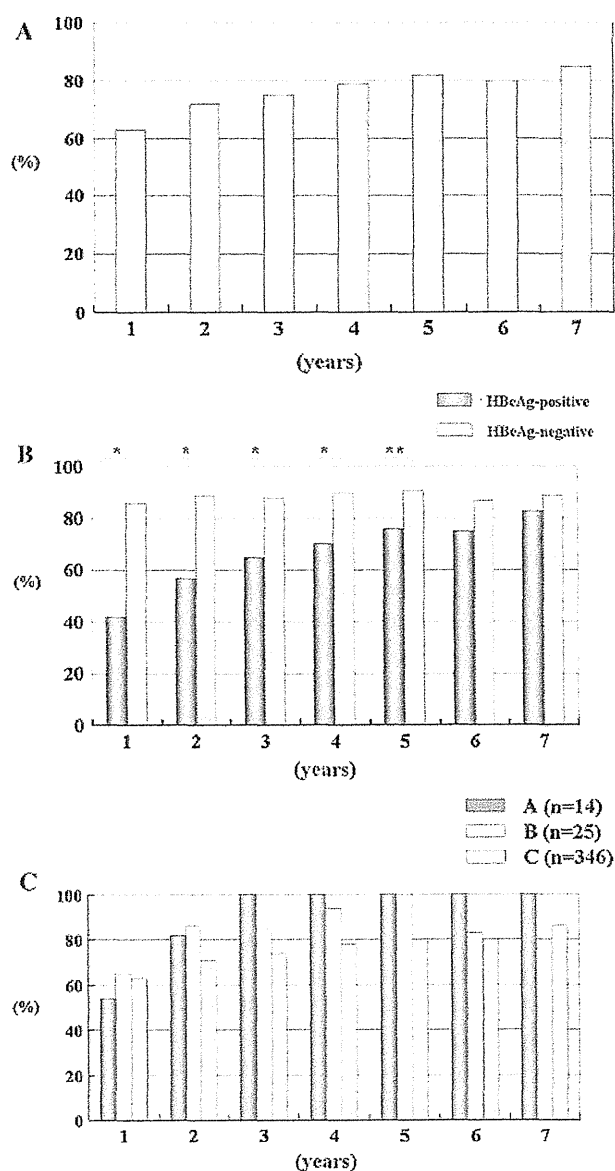 A
100
80
60
(%)
40
20
0
1 2 3 4 5 6 7
(years)
HBeAg-positive
HBeAg-negative
B
* * * * **
100
80
60
(%)
40
20
0
1 2 3 4 5 6 7
(years)
A (n=14)
B (n=25)
C (n=346)
C
100
80
60
(%)
40
20
0
1 2 3 4 5 6 7
(years)